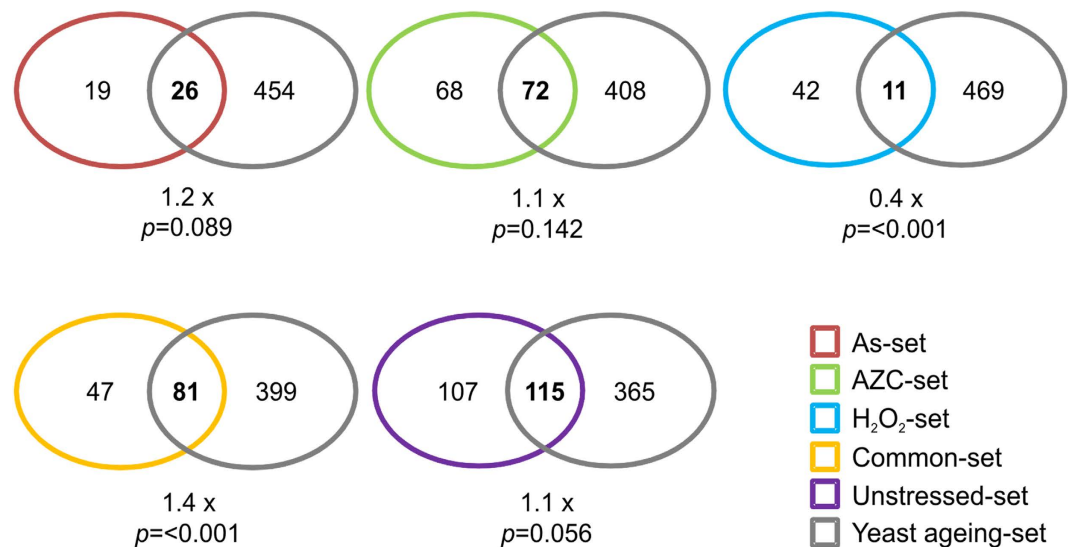 19 26 454
68 72 408
42 11 469
1.2 x
p=0.089
1.1 x
p=0.142
0.4 x
p=<0.001
47 81 399
107 115 365
1.4 x
p=<0.001
1.1 x
p=0.056
As-set
AZC-set
H₂O₂-set
Common-set
Unstressed-set
Yeast ageing-set